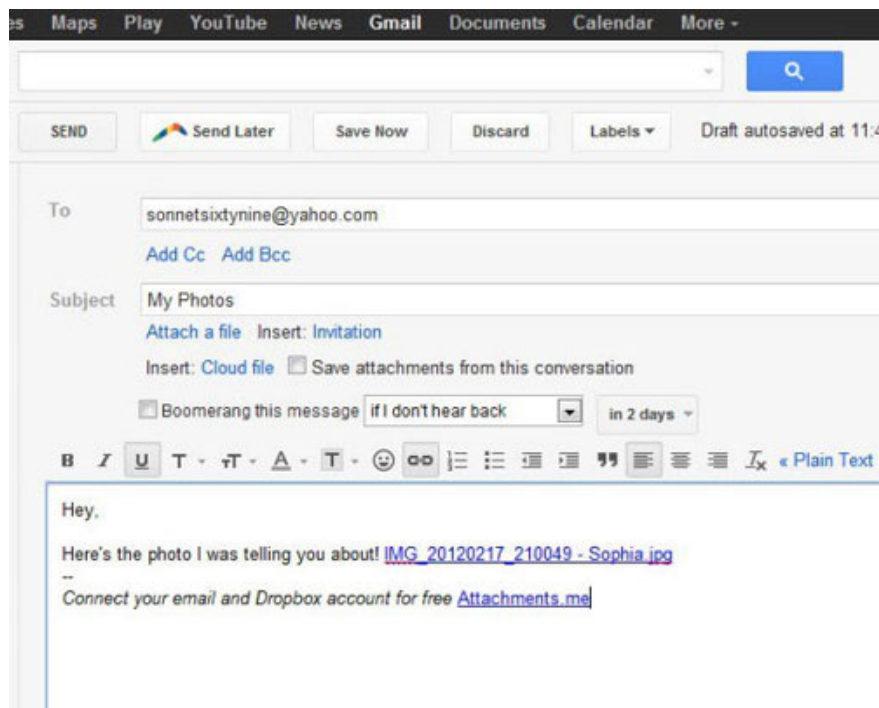 es Maps Play YouTube News Gmail Documents Calendar More
SEND Send Later Save Now Discard Labels Draft autosaved at 11:4
To sonnetsixtynine@yahoo.com
Add Cc Add Bcc
Subject My Photos
Attach a file Insert: Invitation
Insert: Cloud file Save attachments from this conversation
Boomerang this message if I don't hear back in 2 days
B I U T TT A T Tx « Plain Text
Hey,
Here's the photo I was telling you about! IMG_20120217_210049 - Sophia.jpg
--
Connect your email and Dropbox account for free Attachments.me